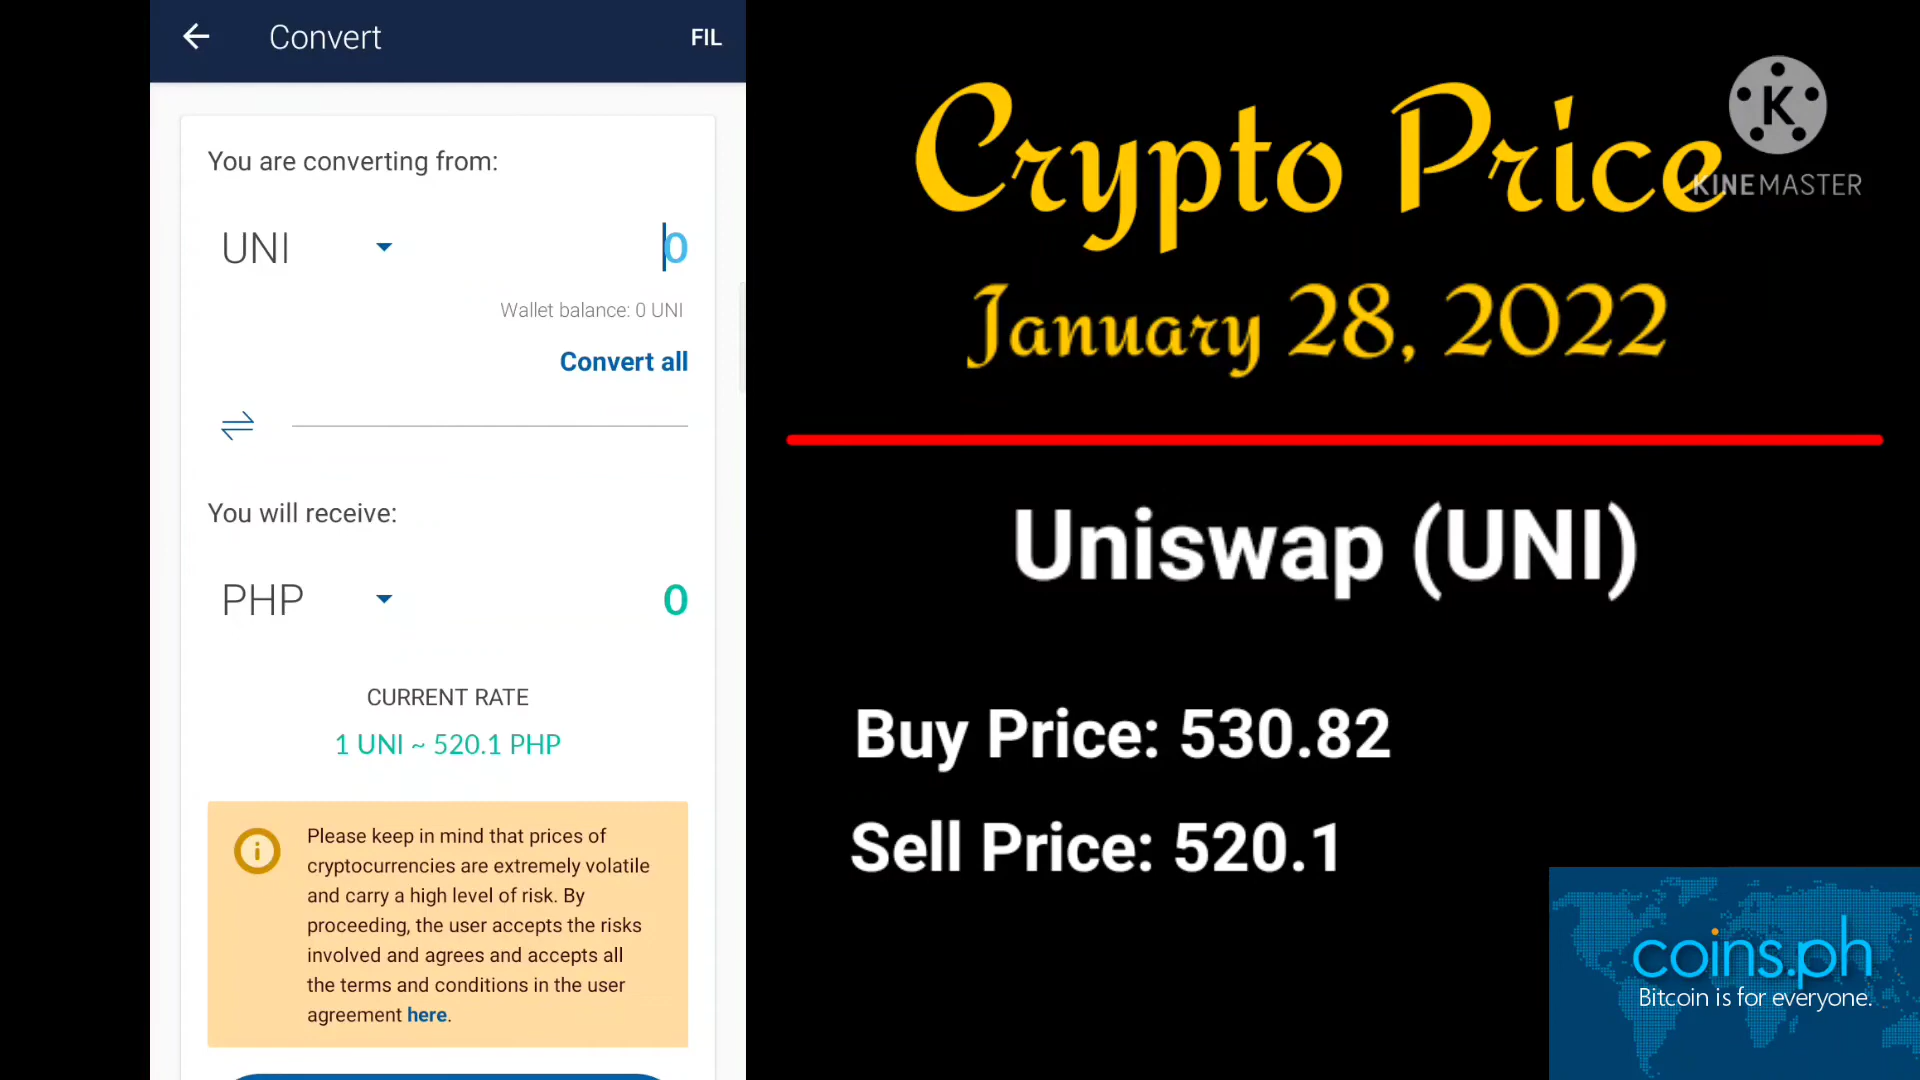 Convert
FIL
You are converting from:
UNI
0
Wallet balance: 0 UNI
Convert all
You will receive:
PHP
0
CURRENT RATE
1 UNI ~ 520.1 PHP
Please keep in mind that prices of
cryptocurrencies are extremely volatile
and carry a high level of risk. By
proceeding, the user accepts the risks
involved and agrees and accepts all
the terms and conditions in the user
agreement here.
Crypto Price
K
KINEMASTER
January 28, 2022
Uniswap (UNI)
Buy Price: 530.82
Sell Price: 520.1
coins.ph
Bitcoin is for everyone.